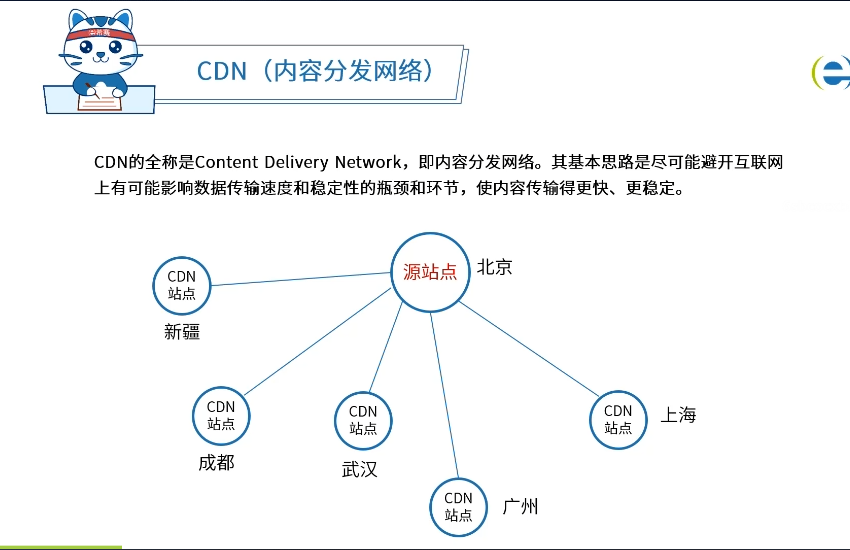 希赛
CDN（内容分发网络）
CDN的全称是Content Delivery Network，即内容分发网络。其基本思路是尽可能避开互联网
上有可能影响数据传输速度和稳定性的瓶颈和环节，使内容传输得更快、更稳定。
源站点
北京
CDN
站点
新疆
CDN
站点
成都
CDN
站点
武汉
CDN
站点
广州
CDN
站点
上海